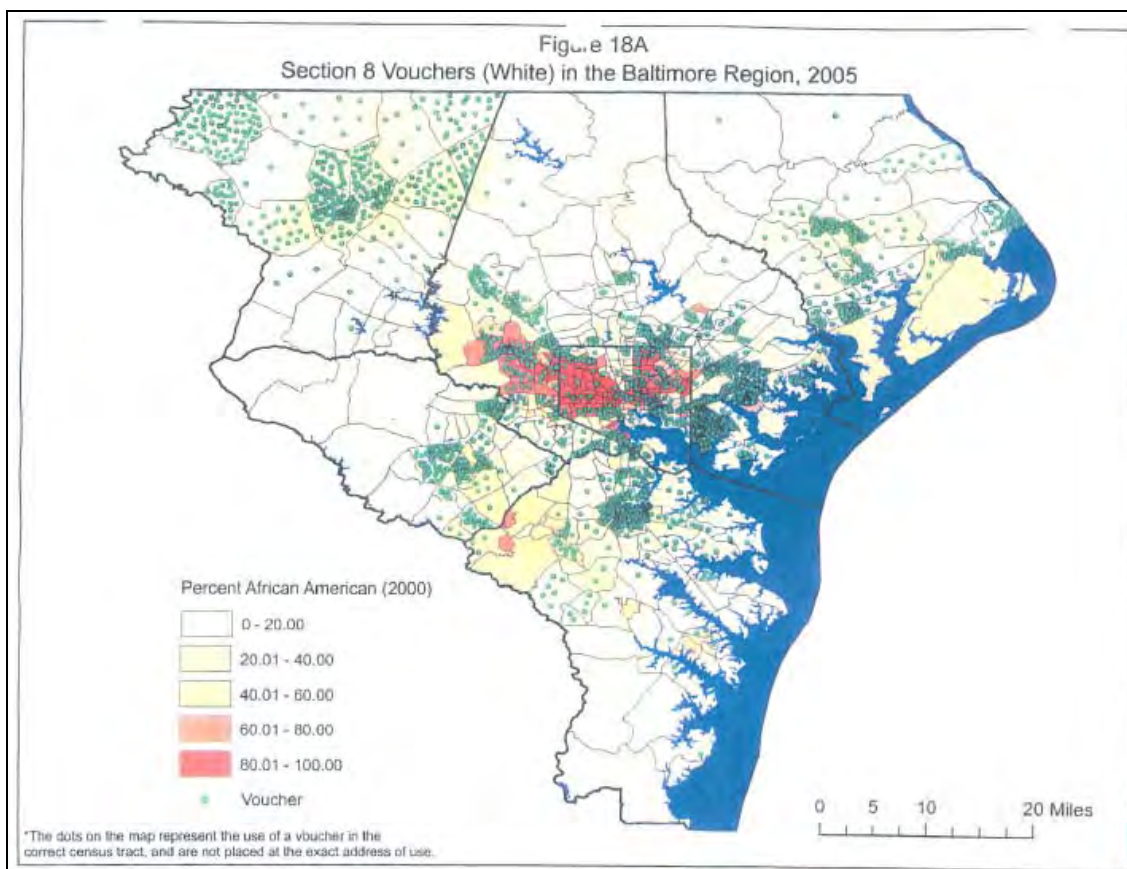 Figure 18A
Section 8 Vouchers (White) in the Baltimore Region, 2005
Percent African American (2000)
0 - 20.00
20.01 - 40.00
40.01 - 60.00
60.01 - 80.00
80.01 - 100.00
Voucher
0 5 10 20 Miles
*The dots on the map represent the use of a voucher in the
correct census tract, and are not placed at the exact address of use.